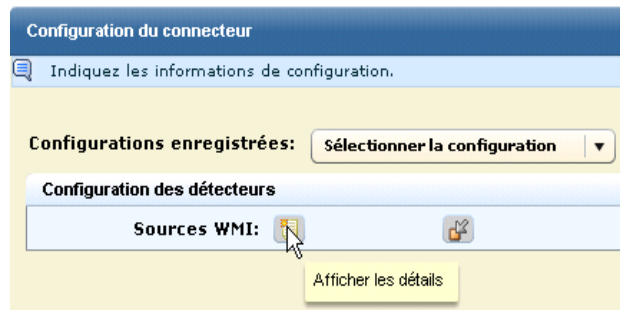 Configuration du connecteur
Indiquez les informations de configuration.
Configurations enregistrées: Sélectionner la configuration
Configuration des détecteurs
Sources WMI:
Afficher les détails